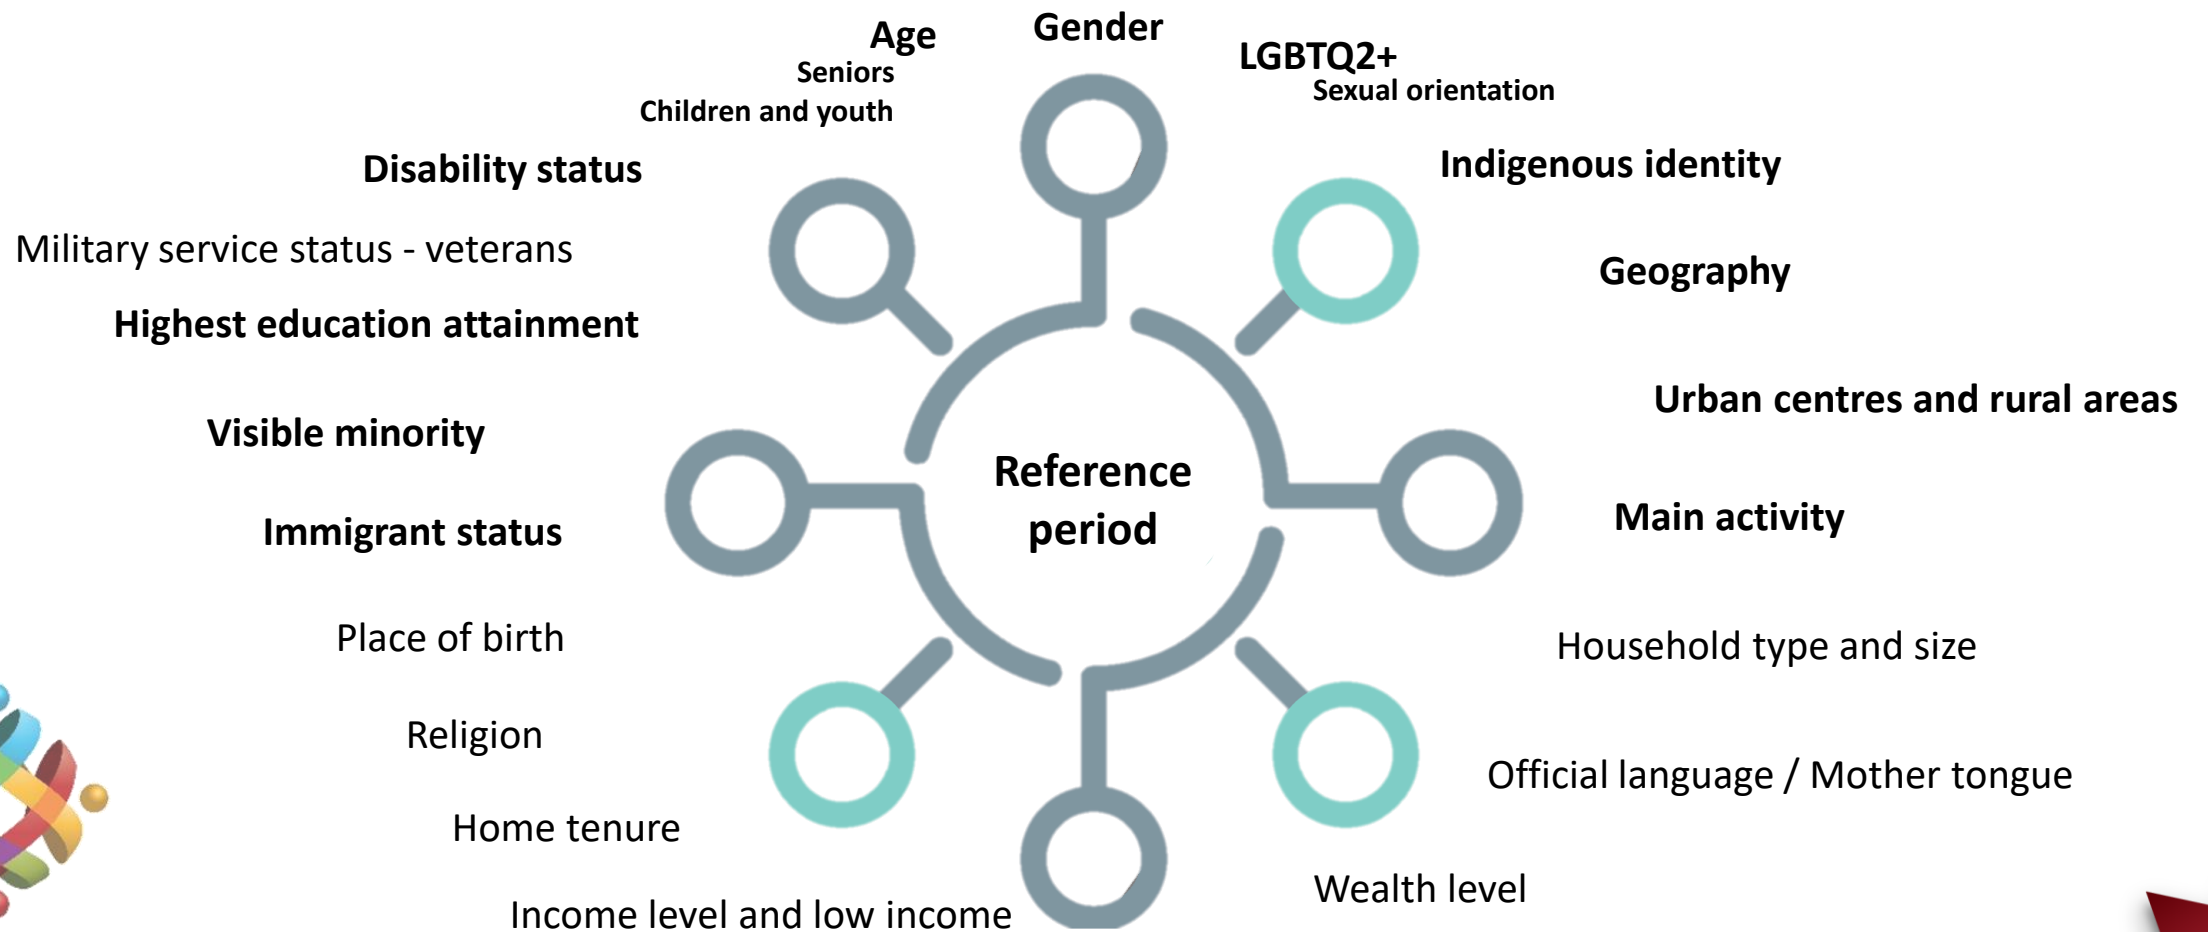 Age
Seniors
Children and youth
Gender
LGBTQ2+
Sexual orientation
Disability status
Indigenous identity
Military service status - veterans
Geography
Highest education attainment
Urban centres and rural areas
Visible minority
Reference
period
Immigrant status
Main activity
Place of birth
Household type and size
Religion
Official language / Mother tongue
Home tenure
Wealth level
Income level and low income